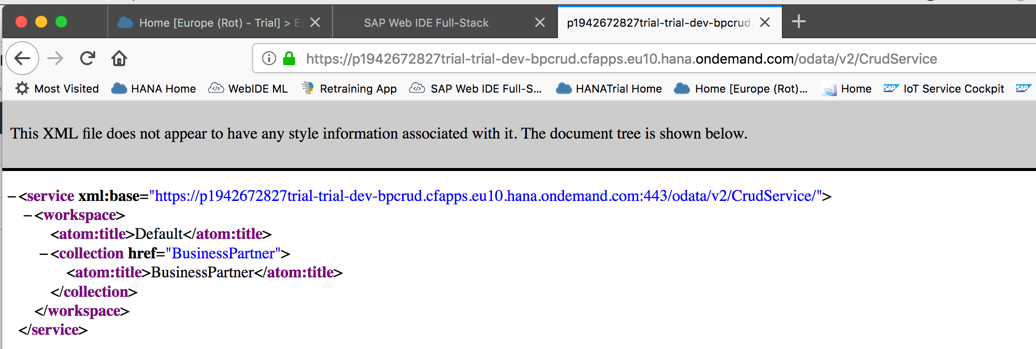 Home [Europe (Rot) - Trial] > E
SAP Web IDE Full-Stack
p1942672827trial-trial-dev-bpcrud.
https://p1942672827trial-trial-dev-bpcrud.cfapps.eu10.hana.ondemand.com/odata/v2/CrudService
Most Visited HANA Home WebIDE ML Retraining App SAP Web IDE Full-S... HANATrial Home Home [Europe (Rot)... Home SAP IoT Service Cockpit SAP
This XML file does not appear to have any style information associated with it. The document tree is shown below.
−<service xml:base="https://p1942672827trial-trial-dev-bpcrud.cfapps.eu10.hana.ondemand.com:443/odata/v2/CrudService/">
−<workspace>
<atom:title>Default</atom:title>
−<collection href="BusinessPartner">
<atom:title>BusinessPartner</atom:title>
</collection>
</workspace>
</service>